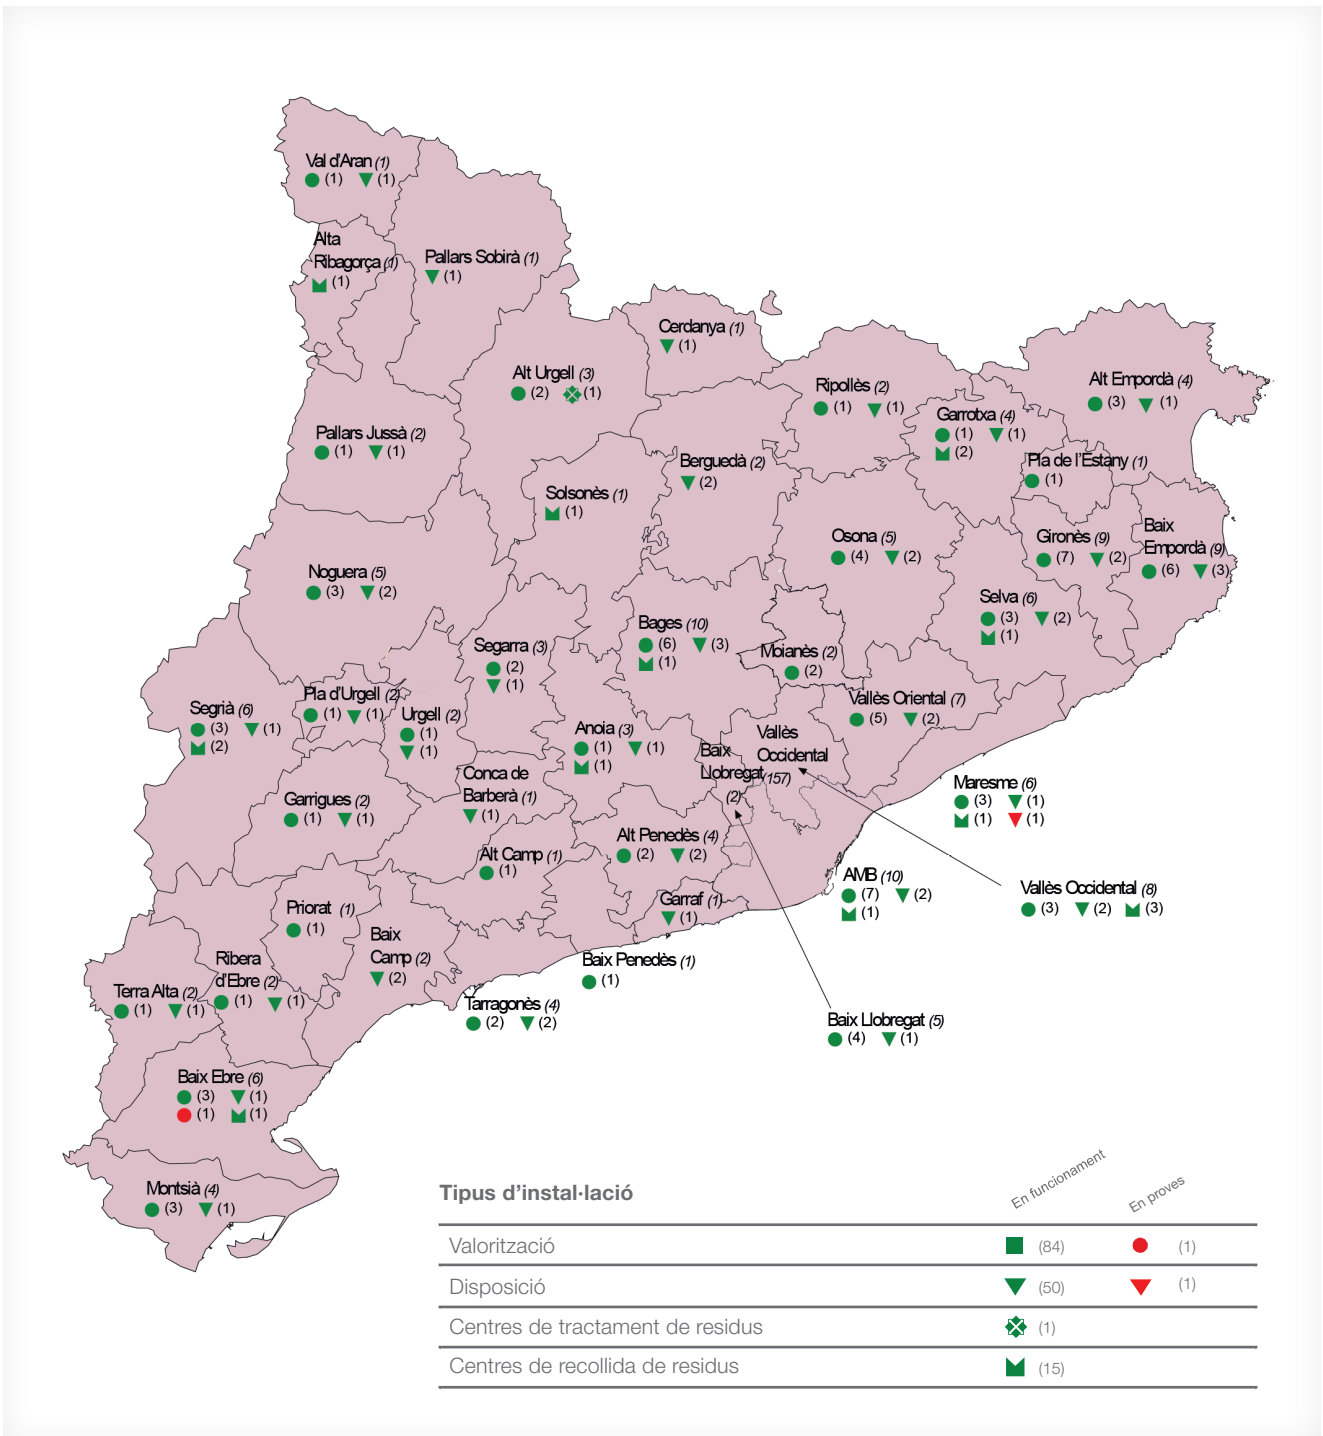 Val d'Aran (1)
(1) (1)
Alta
Ribagorça (1)
(1)
Pallars Sobirà (1)
(1)
Cerdanya (1)
(1)
Alt Urgell (3)
(2) (1)
Ripollès (2)
(1) (1)
Alt Empordà (4)
(3) (1)
Garrotxa (4)
(1) (1)
(2)
Pallars Jussà (2)
(1) (1)
Berguedà (2)
(2)
Pla de l'Estany (1)
(1)
Solsonès (1)
(1)
Osona (5)
(4) (2)
Gironès (9)
(7) (2)
Baix
Empordà (9)
(6) (3)
Noguera (5)
(3) (2)
Selva (6)
(3) (2)
(1)
Bages (10)
(6) (3)
(1)
Segarra (3)
(2)
(1)
Moianès (2)
(2)
Segrià (6)
(3) (1)
(2)
Pla d'Urgell (2)
(1) (1)
Urgell (2)
(1)
(1)
Vallès Oriental (7)
(5) (2)
Anoia (3)
(1) (1)
(1)
Baix
Llobregat
(2)
Vallès
Occidental
(157)
Conca de
Barberà (1)
(1)
Garrigues (2)
(1) (1)
Maresme (6)
(3) (1)
(1) (1)
Alt Penedès (4)
(2) (2)
Alt Camp (1)
(1)
AMB (10)
(7) (2)
(1)
Vallès Occidental (8)
(3) (2) (3)
Garraf (1)
(1)
Priorat (1)
(1)
Baix
Camp (2)
(2)
Ribera
d'Ebre (2)
(1) (1)
Baix Penedès (1)
(1)
Terra Alta (2)
(1) (1)
Tarragonès (4)
(2) (2)
Baix Llobregat (5)
(4) (1)
Baix Ebre (6)
(3) (1)
(1) (1)
Montsià (4)
(3) (1)
Tipus d'instal·lació
En funcionament
En proves
Valorització (84) (1)
Disposició (50) (1)
Centres de tractament de residus (1)
Centres de recollida de residus (15)